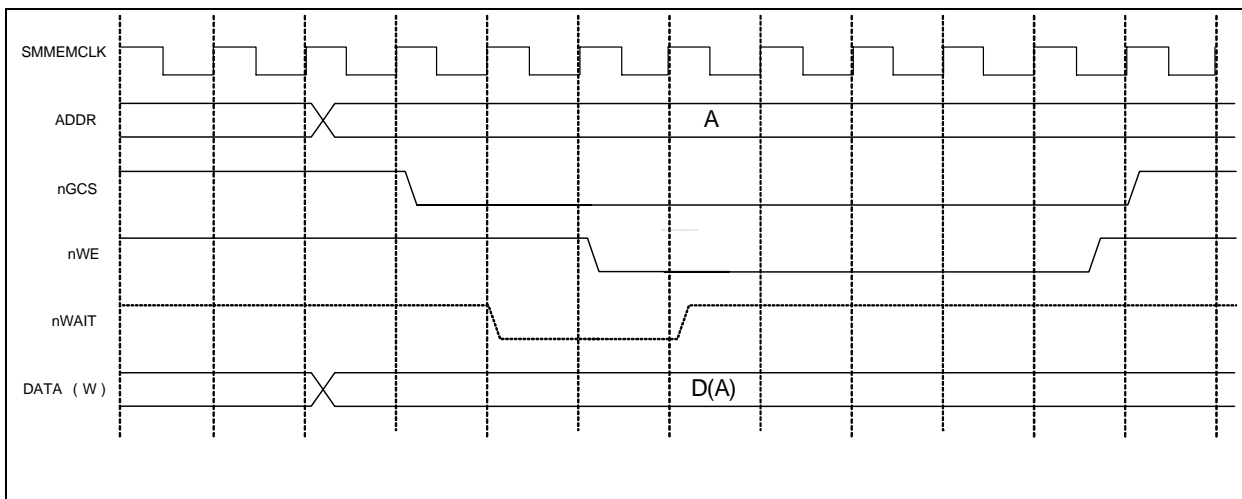 SMMEMCLK
ADDR
A
nGCS
nWE
nWAIT
DATA ( W )
D(A)